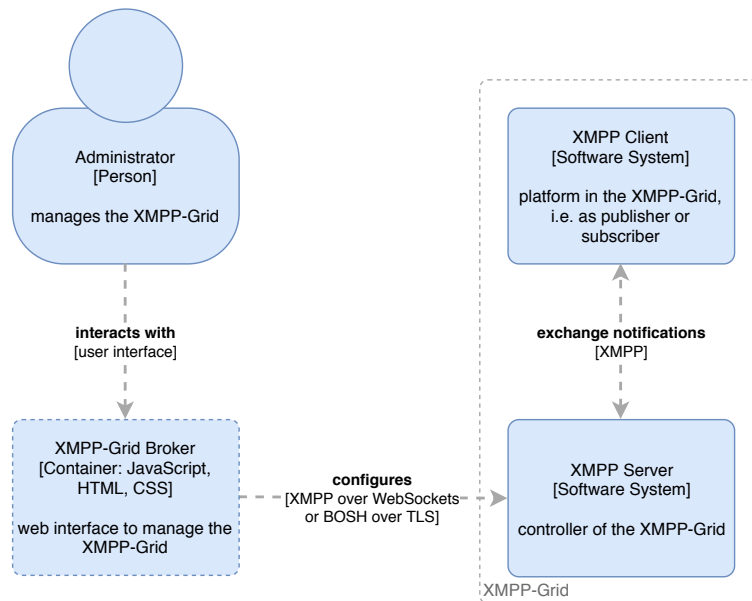 Administrator
[Person]
manages the XMPP-Grid
XMPP Client
[Software System]
platform in the XMPP-Grid,
i.e. as publisher or
subscriber
interacts with
[user interface]
exchange notifications
[XMPP]
XMPP-Grid Broker
[Container: JavaScript,
HTML, CSS]
web interface to manage the
XMPP-Grid
configures
[XMPP over WebSockets
or BOSH over TLS]
XMPP Server
[Software System]
controller of the XMPP-Grid
XMPP-Grid